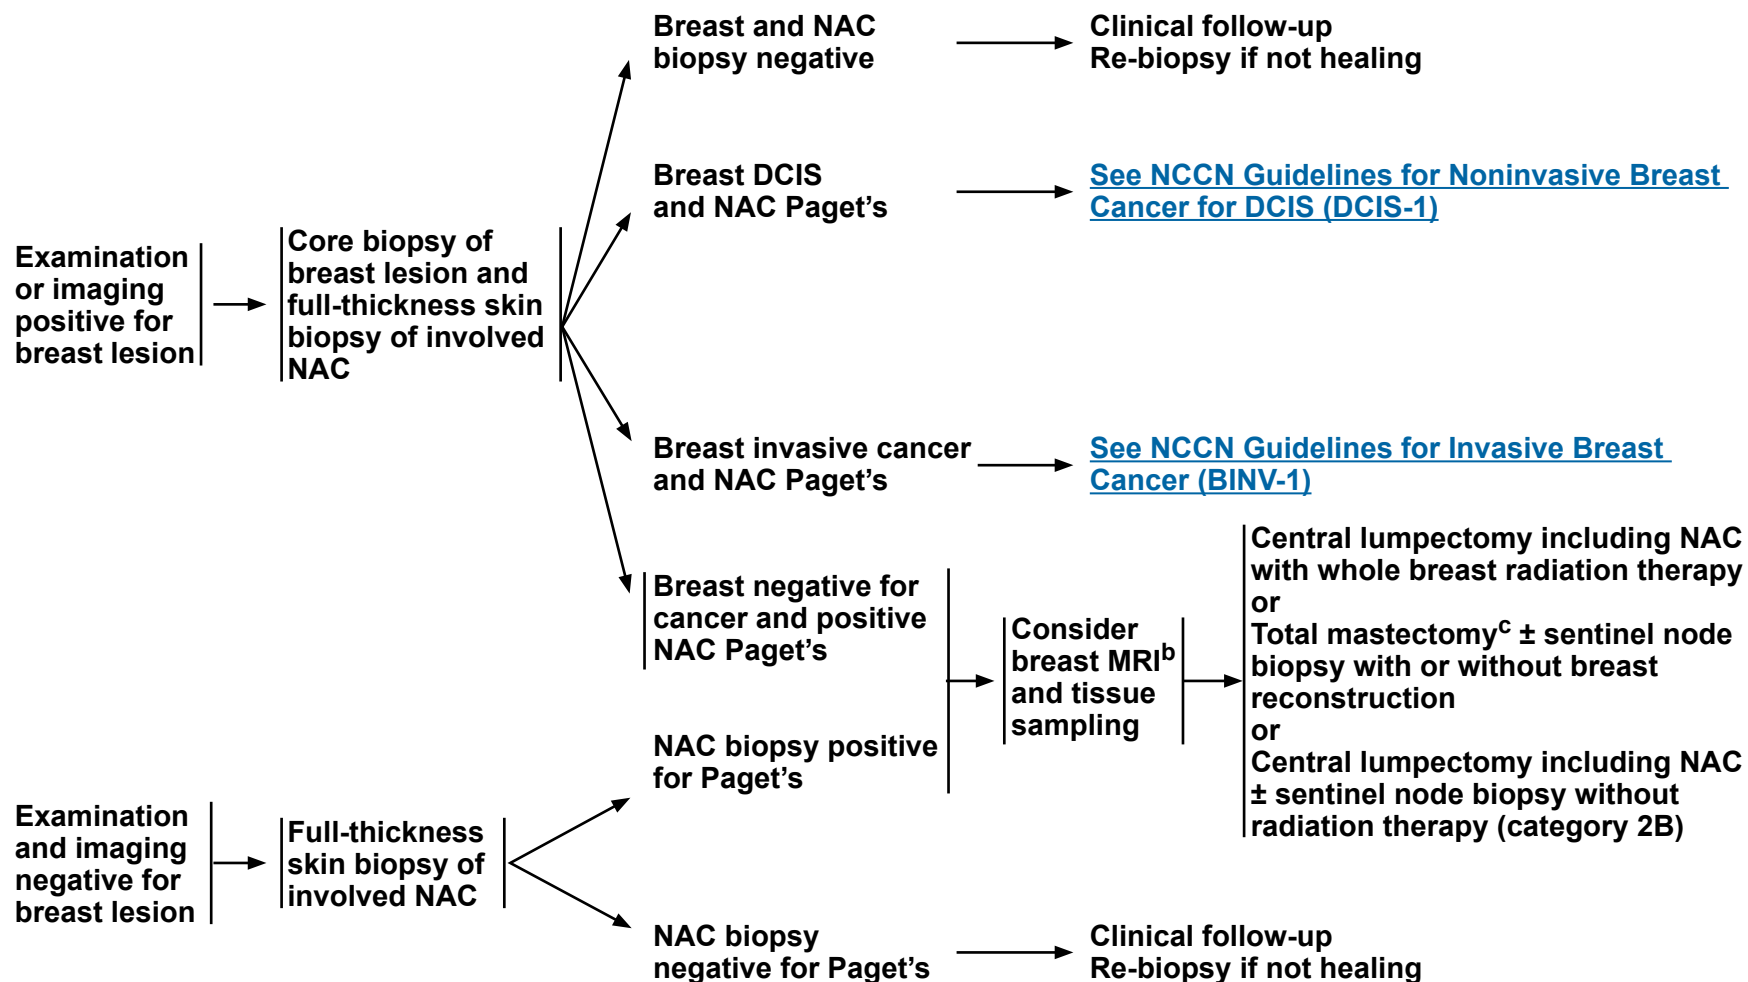 Examination
or imaging
positive for
breast lesion
Core biopsy of
breast lesion and
full-thickness skin
biopsy of involved
NAC
Breast and NAC
biopsy negative
Clinical follow-up
Re-biopsy if not healing
Breast DCIS
and NAC Paget’s
See NCCN Guidelines for Noninvasive Breast
Cancer for DCIS (DCIS-1)
Breast invasive cancer
and NAC Paget’s
See NCCN Guidelines for Invasive Breast
Cancer (BINV-1)
Breast negative for
cancer and positive
NAC Paget’s
Examination
and imaging
negative for
breast lesion
Full-thickness
skin biopsy of
involved NAC
NAC biopsy positive
for Paget’s
Consider
breast MRIb
and tissue
sampling
Central lumpectomy including NAC
with whole breast radiation therapy
or
Total mastectomyc ± sentinel node
biopsy with or without breast
reconstruction
or
Central lumpectomy including NAC
± sentinel node biopsy without
radiation therapy (category 2B)
NAC biopsy
negative for Paget’s
Clinical follow-up
Re-biopsy if not healing